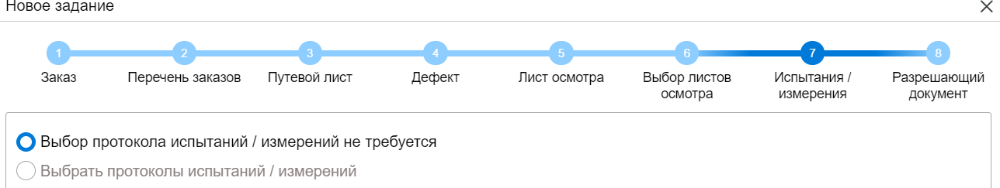 Новое задание
1 2 3 4 5 6 7 8
Заказ Перечень заказов Путевой лист Дефект Лист осмотра Выбор листов осмотра Испытания / измерения Разрешающий документ
Выбор протокола испытаний / измерений не требуется
Выбрать протоколы испытаний / измерений